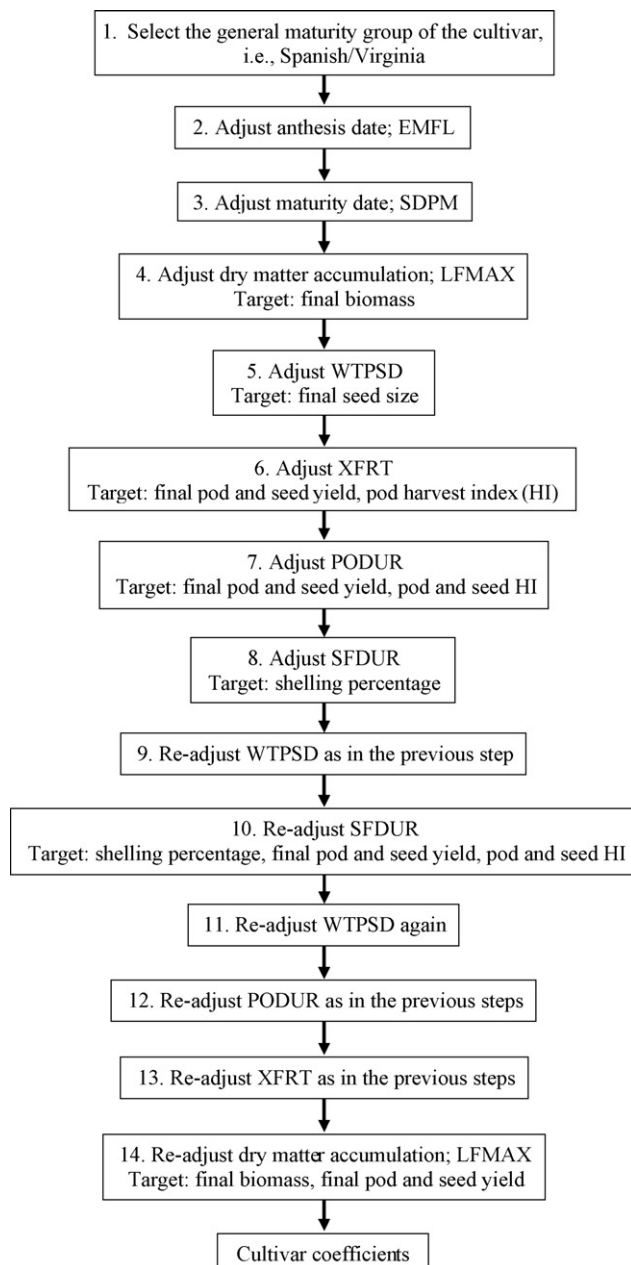 1.  Select the general maturity group of the cultivar,
i.e., Spanish/Virginia
2. Adjust anthesis date; EMFL
3. Adjust maturity date; SDPM
4. Adjust dry matter accumulation; LFMAX
Target: final biomass
5. Adjust WTPSD
Target: final seed size
6. Adjust XFRT
Target: final pod and seed yield, pod harvest index (HI)
7. Adjust PODUR
Target: final pod and seed yield, pod and seed HI
8. Adjust SFDUR
Target: shelling percentage
9. Re-adjust WTPSD as in the previous step
10. Re-adjust SFDUR
Target: shelling percentage, final pod and seed yield, pod and seed HI
11. Re-adjust WTPSD again
12. Re-adjust PODUR as in the previous steps
13. Re-adjust XFRT as in the previous steps
14. Re-adjust dry matter accumulation; LFMAX
Target: final biomass, final pod and seed yield
Cultivar coefficients